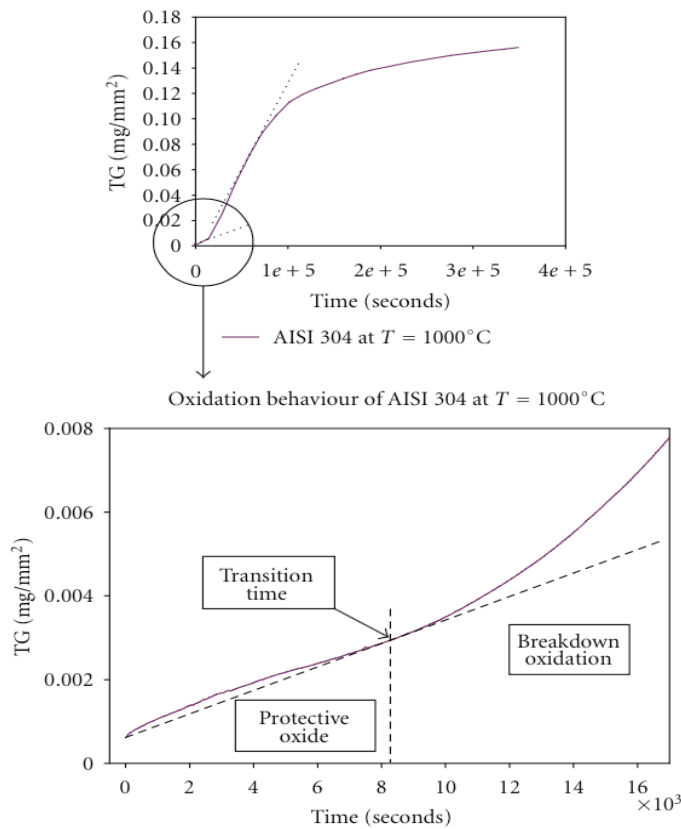 0.18
0.16
0.14
0.12
0.10
0.08
0.06
0.04
0.02
0
TG (mg/mm²)
0 1e + 5 2e + 5 3e + 5 4e + 5
Time (seconds)
AISI 304 at T = 1000°C
Oxidation behaviour of AISI 304 at T = 1000°C
0.008
0.006
0.004
0.002
0
TG (mg/mm²)
Transition
time
Breakdown
oxidation
Protective
oxide
0 2 4 6 8 10 12 14 16
×10³
Time (seconds)